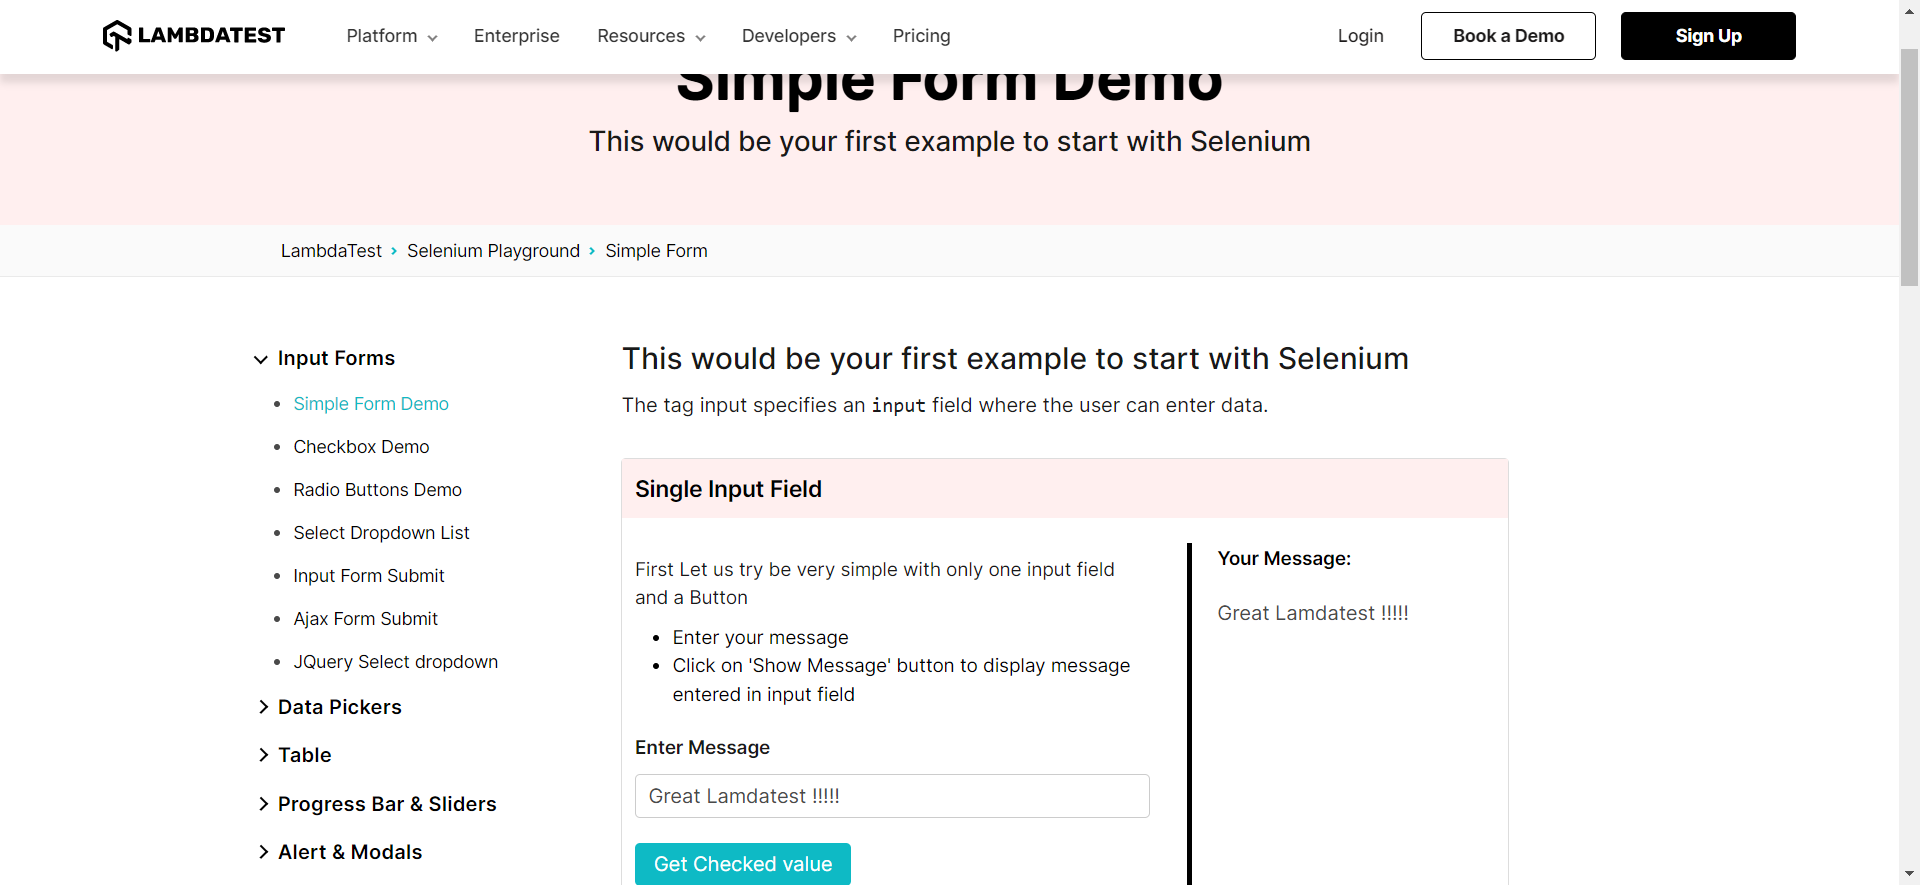 LAMBDATEST Platform Enterprise Resources Developers Pricing Login Book a Demo Sign Up
Simple Form Demo
This would be your first example to start with Selenium
LambdaTest › Selenium Playground › Simple Form
Input Forms
Simple Form Demo
Checkbox Demo
Radio Buttons Demo
Select Dropdown List
Input Form Submit
Ajax Form Submit
JQuery Select dropdown
Data Pickers
Table
Progress Bar & Sliders
Alert & Modals
This would be your first example to start with Selenium
The tag input specifies an input field where the user can enter data.
Single Input Field
First Let us try be very simple with only one input field
and a Button
Enter your message
Click on 'Show Message' button to display message
entered in input field
Enter Message
Great Lamdatest !!!!!
Get Checked value
Your Message:
Great Lamdatest !!!!!